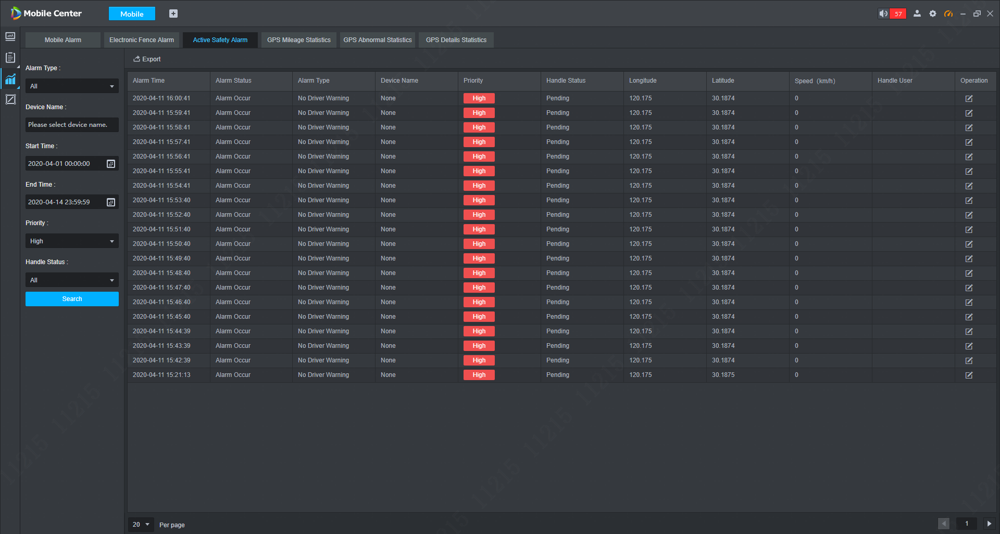 Mobile Center
Mobile
57
Mobile Alarm Electronic Fence Alarm Active Safety Alarm GPS Mileage Statistics GPS Abnormal Statistics GPS Details Statistics
Alarm Type :
All
Device Name :
Please select device name.
Start Time :
2020-04-01 00:00:00
End Time :
2020-04-14 23:59:59
Priority :
High
Handle Status :
All
Search
Export
Alarm Time Alarm Status Alarm Type Device Name Priority Handle Status Longitude Latitude Speed (km/h) Handle User Operation
2020-04-11 16:00:41 Alarm Occur No Driver Warning None High Pending 120.175 30.1874 0
2020-04-11 15:59:41 Alarm Occur No Driver Warning None High Pending 120.175 30.1874 0
2020-04-11 15:58:41 Alarm Occur No Driver Warning None High Pending 120.175 30.1874 0
2020-04-11 15:57:41 Alarm Occur No Driver Warning None High Pending 120.175 30.1874 0
2020-04-11 15:56:41 Alarm Occur No Driver Warning None High Pending 120.175 30.1874 0
2020-04-11 15:55:41 Alarm Occur No Driver Warning None High Pending 120.175 30.1874 0
2020-04-11 15:54:41 Alarm Occur No Driver Warning None High Pending 120.175 30.1874 0
2020-04-11 15:53:40 Alarm Occur No Driver Warning None High Pending 120.175 30.1874 0
2020-04-11 15:52:40 Alarm Occur No Driver Warning None High Pending 120.175 30.1874 0
2020-04-11 15:51:40 Alarm Occur No Driver Warning None High Pending 120.175 30.1874 0
2020-04-11 15:50:40 Alarm Occur No Driver Warning None High Pending 120.175 30.1874 0
2020-04-11 15:49:40 Alarm Occur No Driver Warning None High Pending 120.175 30.1874 0
2020-04-11 15:48:40 Alarm Occur No Driver Warning None High Pending 120.175 30.1874 0
2020-04-11 15:47:40 Alarm Occur No Driver Warning None High Pending 120.175 30.1874 0
2020-04-11 15:46:40 Alarm Occur No Driver Warning None High Pending 120.175 30.1874 0
2020-04-11 15:45:40 Alarm Occur No Driver Warning None High Pending 120.175 30.1874 0
2020-04-11 15:44:39 Alarm Occur No Driver Warning None High Pending 120.175 30.1874 0
2020-04-11 15:43:39 Alarm Occur No Driver Warning None High Pending 120.175 30.1874 0
2020-04-11 15:42:39 Alarm Occur No Driver Warning None High Pending 120.175 30.1874 0
2020-04-11 15:21:13 Alarm Occur No Driver Warning None High Pending 120.175 30.1875 0
20 Per page
1